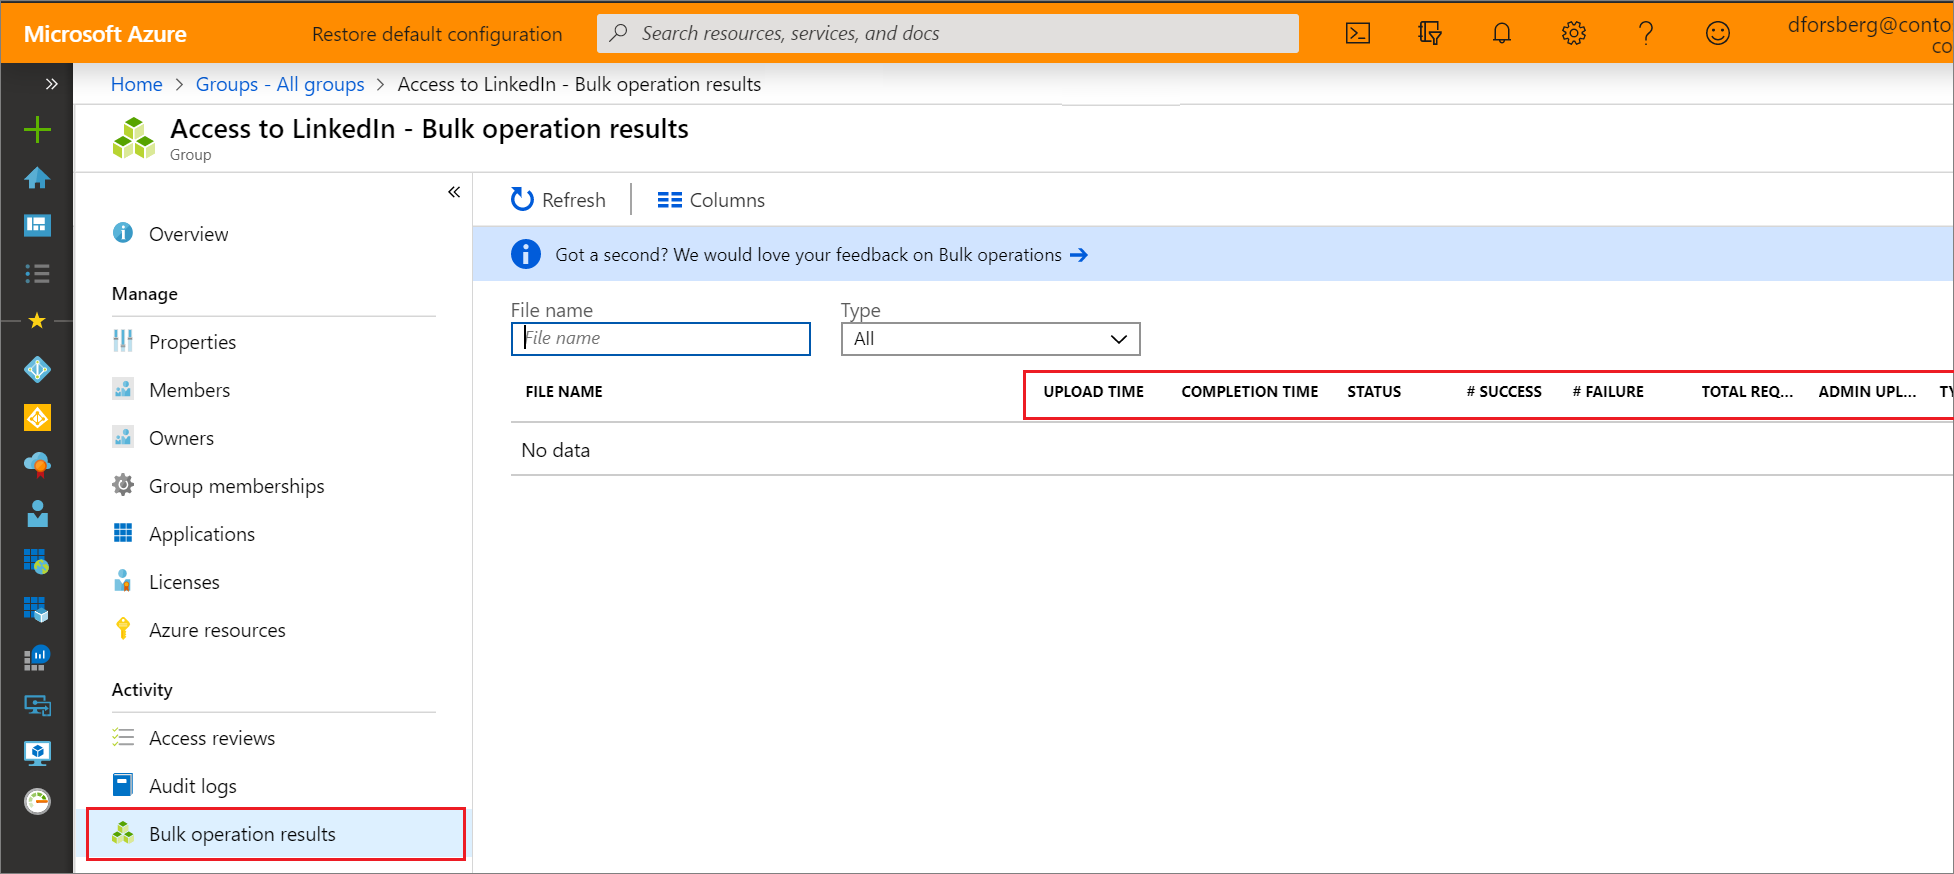 Microsoft Azure
Restore default configuration
Search resources, services, and docs
dforsberg@conto
CO
Home > Groups - All groups > Access to LinkedIn - Bulk operation results
Access to LinkedIn - Bulk operation results
Group
Overview
Manage
Properties
Members
Owners
Group memberships
Applications
Licenses
Azure resources
Activity
Access reviews
Audit logs
Bulk operation results
Refresh
Columns
Got a second? We would love your feedback on Bulk operations
File name
Type
File name
All
FILE NAME UPLOAD TIME COMPLETION TIME STATUS # SUCCESS # FAILURE TOTAL REQ... ADMIN UPL... TY
No data